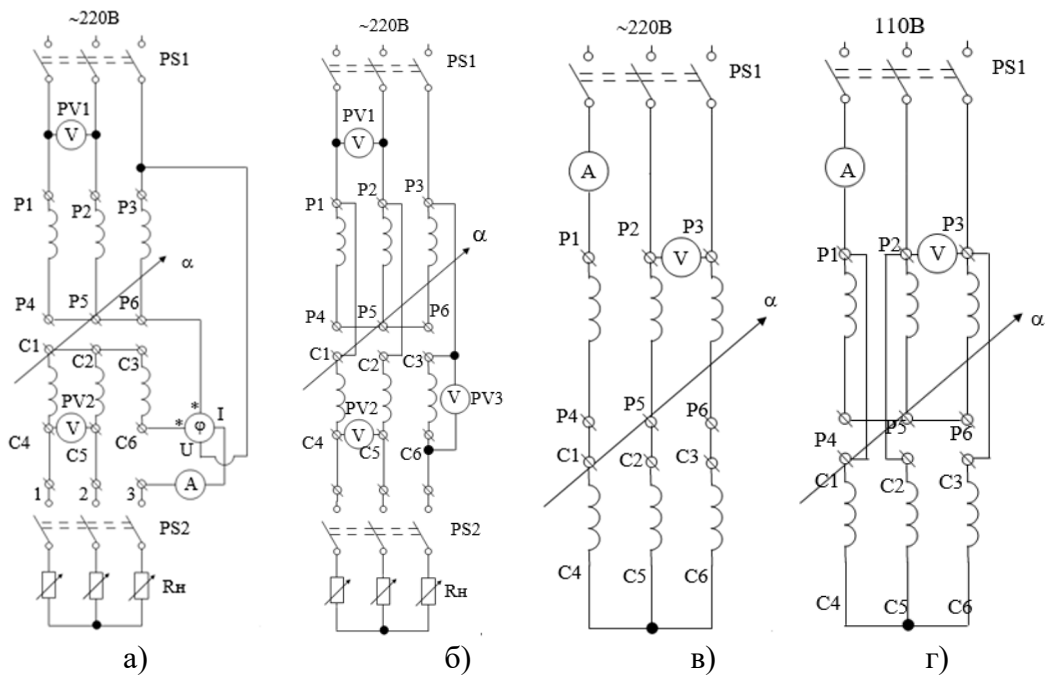 ~220В
PS1
PV1
V
P1
P2
P3
α
P4
P5
P6
C1
C2
C3
PV2
V
*
*
φ
I
U
C4
C5
C6
1
2
3
A
PS2
Rн
а)
~220В
PS1
PV1
V
P1
P2
P3
α
P4
P5
P6
C1
C2
C3
PV2
V
V
PV3
C4
C5
C6
PS2
Rн
б)
~220В
PS1
A
P1
P2
V
P3
α
P4
P5
P6
C1
C2
C3
C4
C5
C6
в)
110В
PS1
A
P1
P2
V
P3
α
P4
P5
P6
C1
C2
C3
C4
C5
C6
г)